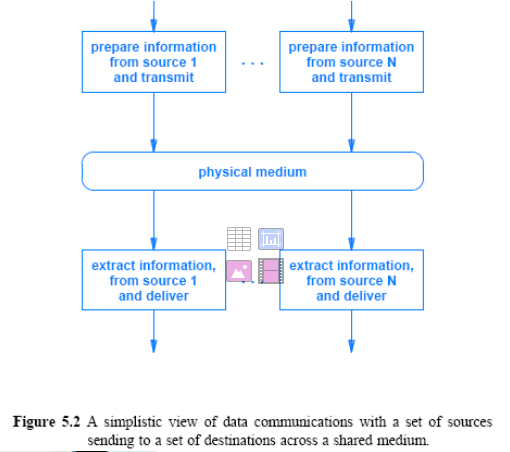 prepare information
from source 1
and transmit
. . .
prepare information
from source N
and transmit
physical medium
extract information,
from source 1
and deliver
extract information,
from source N
and deliver
Figure 5.2 A simplistic view of data communications with a set of sources
sending to a set of destinations across a shared medium.